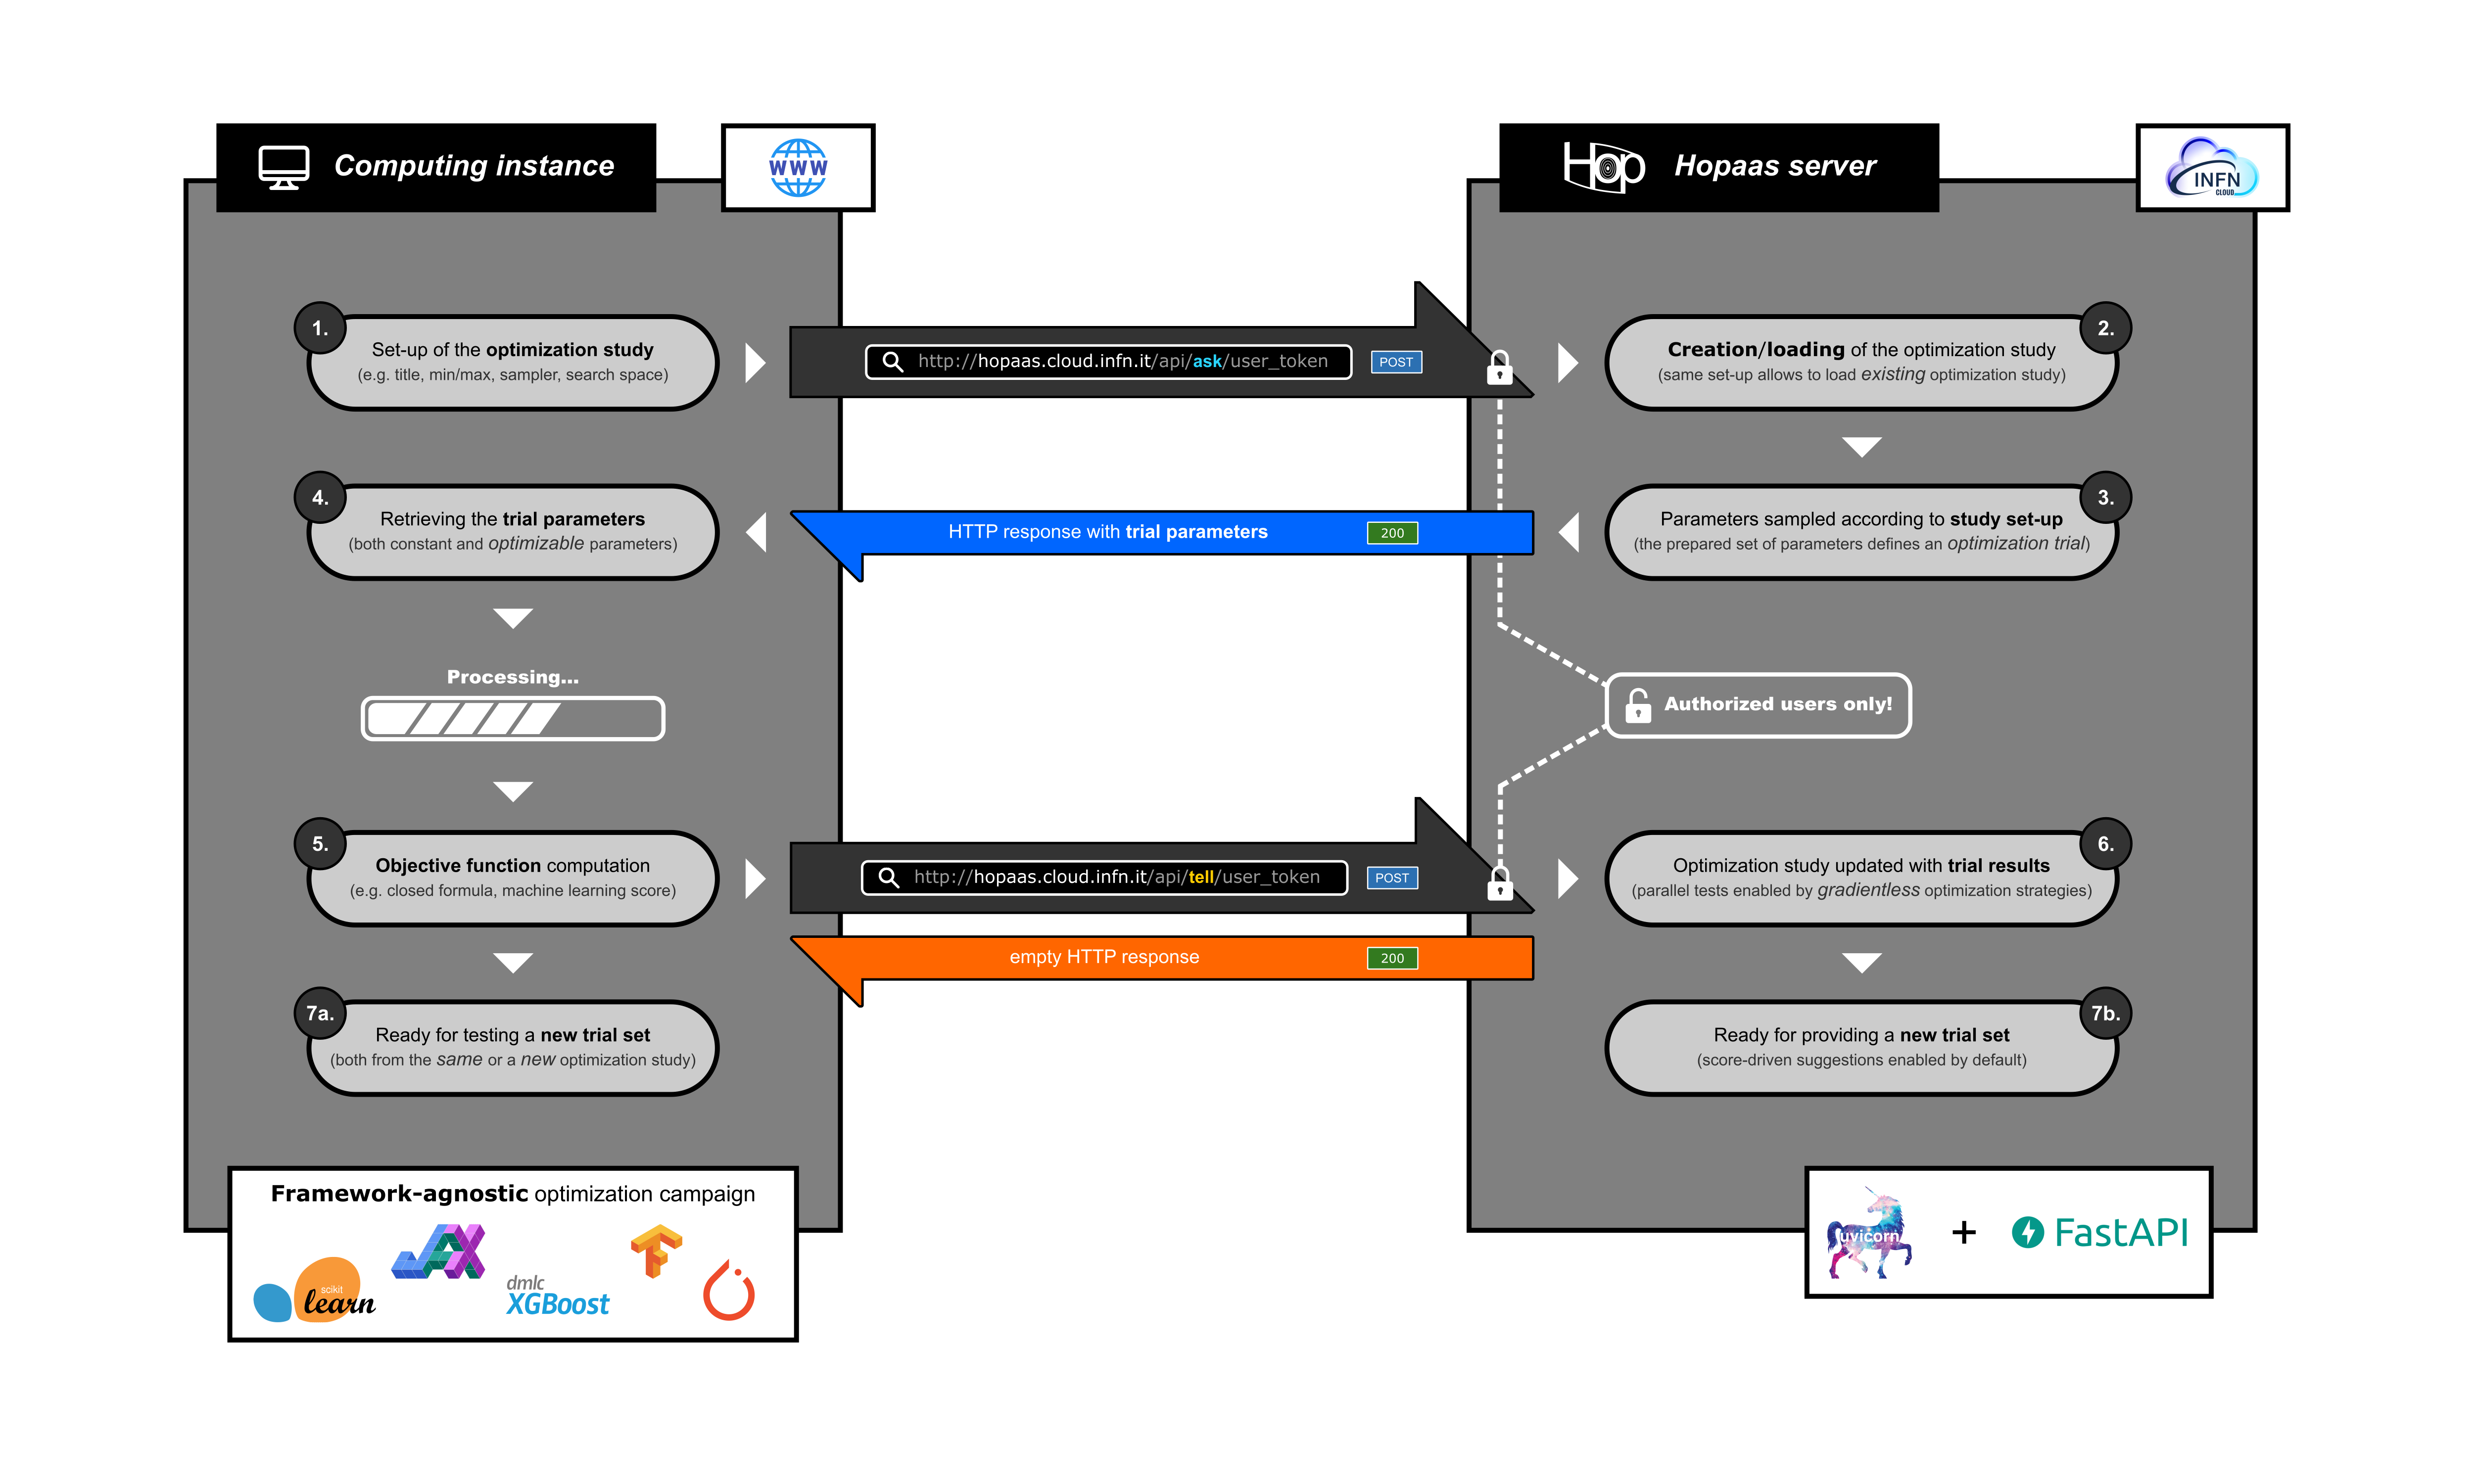 Computing instance
WWW
Hop
Hopaas server
INFN
CLOUD
1.
Set-up of the optimization study
(e.g. title, min/max, sampler, search space)
http://hopaas.cloud.infn.it/api/ask/user_token
POST
2.
Creation/loading of the optimization study
(same set-up allows to load existing optimization study)
4.
Retrieving the trial parameters
(both constant and optimizable parameters)
HTTP response with trial parameters
200
3.
Parameters sampled according to study set-up
(the prepared set of parameters defines an optimization trial)
Processing...
Authorized users only!
5.
Objective function computation
(e.g. closed formula, machine learning score)
http://hopaas.cloud.infn.it/api/tell/user_token
POST
6.
Optimization study updated with trial results
(parallel tests enabled by gradientless optimization strategies)
empty HTTP response
200
7a.
Ready for testing a new trial set
(both from the same or a new optimization study)
7b.
Ready for providing a new trial set
(score-driven suggestions enabled by default)
Framework-agnostic optimization campaign
scikit
learn
JAX
dmlc
XGBoost
TF
uvicorn
+
FastAPI